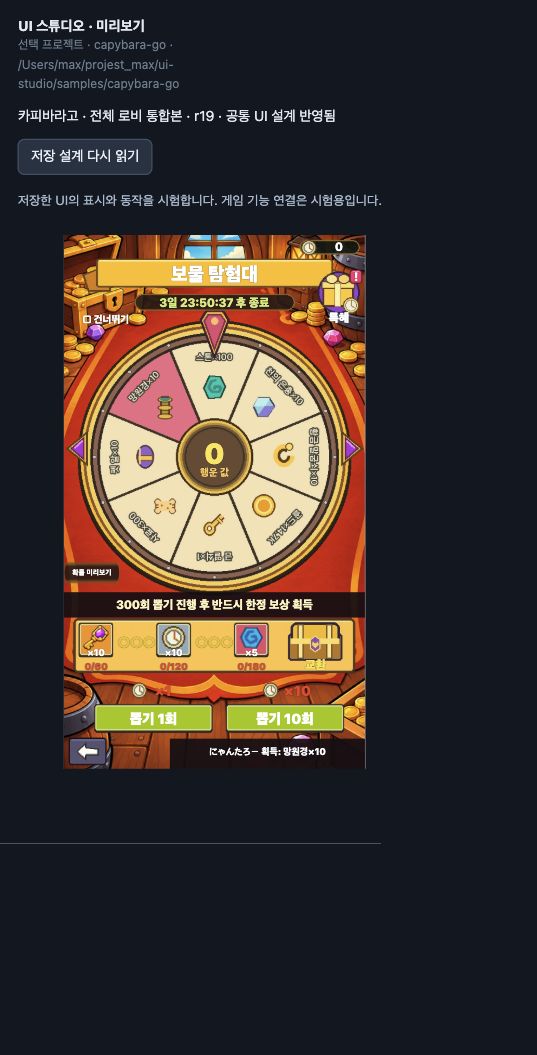 UI 스튜디오 · 미리보기
선택 프로젝트 · capybara-go ·
/Users/max/projest_max/ui-
studio/samples/capybara-go
카피바라고 · 전체 로비 통합본 · r19 · 공통 UI 설계 반영됨
저장 설계 다시 읽기
저장한 UI의 표시와 동작을 시험합니다. 게임 기능 연결은 시험용입니다.
0
보물 탐험대
3일 23:50:37 후 종료
건너뛰기
특혜
망원경×10
0
행운 값
확률 미리보기
300회 뽑기 진행 후 반드시 한정 보상 획득
×10
×10
×5
0/60
0/120
0/180
교환
×1
×10
뽑기 1회
뽑기 10회
にゃんたろー 획득: 망원경×10